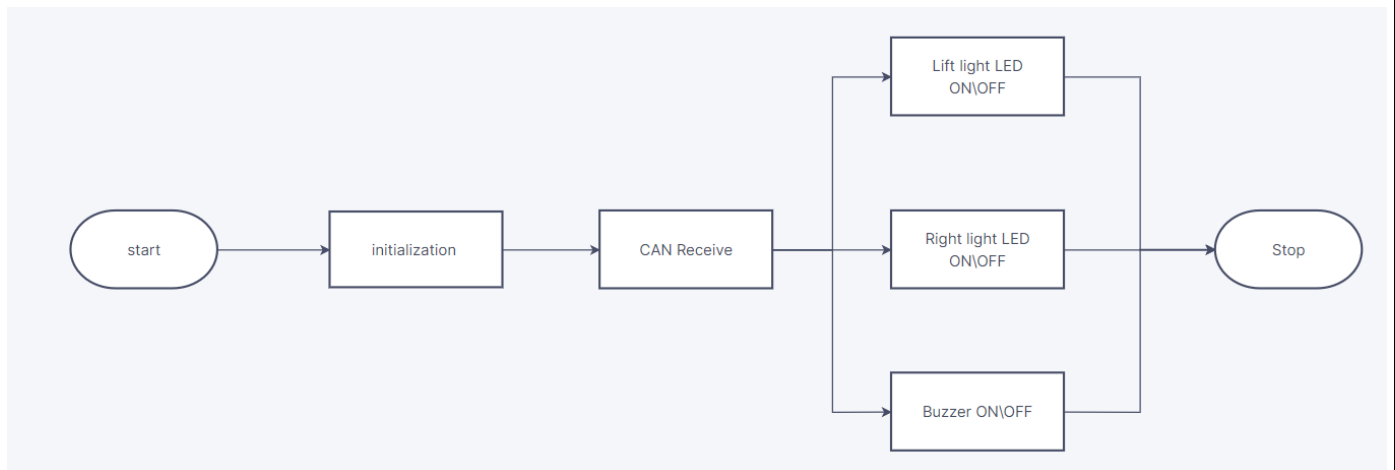 start
initialization
CAN Receive
Lift light LED
ON\OFF
Right light LED
ON\OFF
Buzzer ON\OFF
Stop